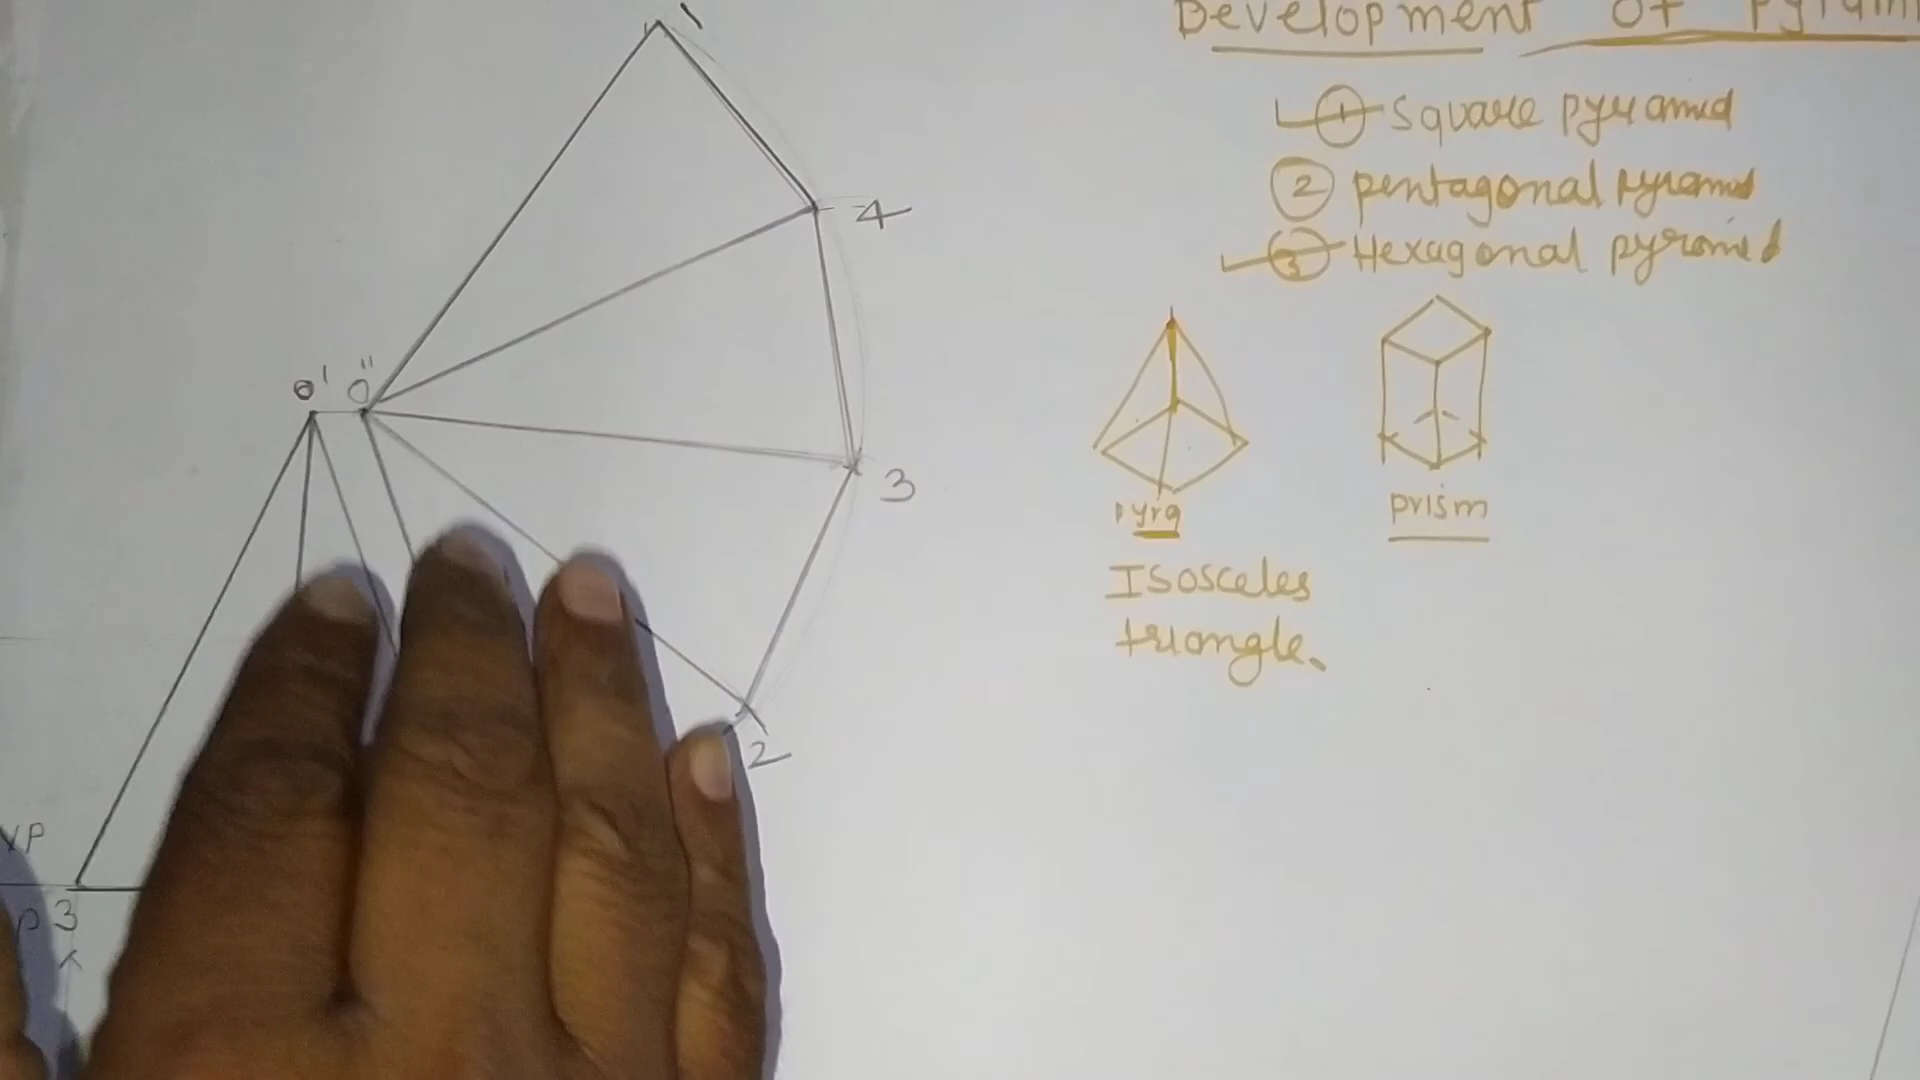 Development Of
1
① Square pyramid
② pentagonal pyramid
4
③ Hexagonal pyramid
O' O"
3
prism
Isosceles
triangle.
2
VP
3